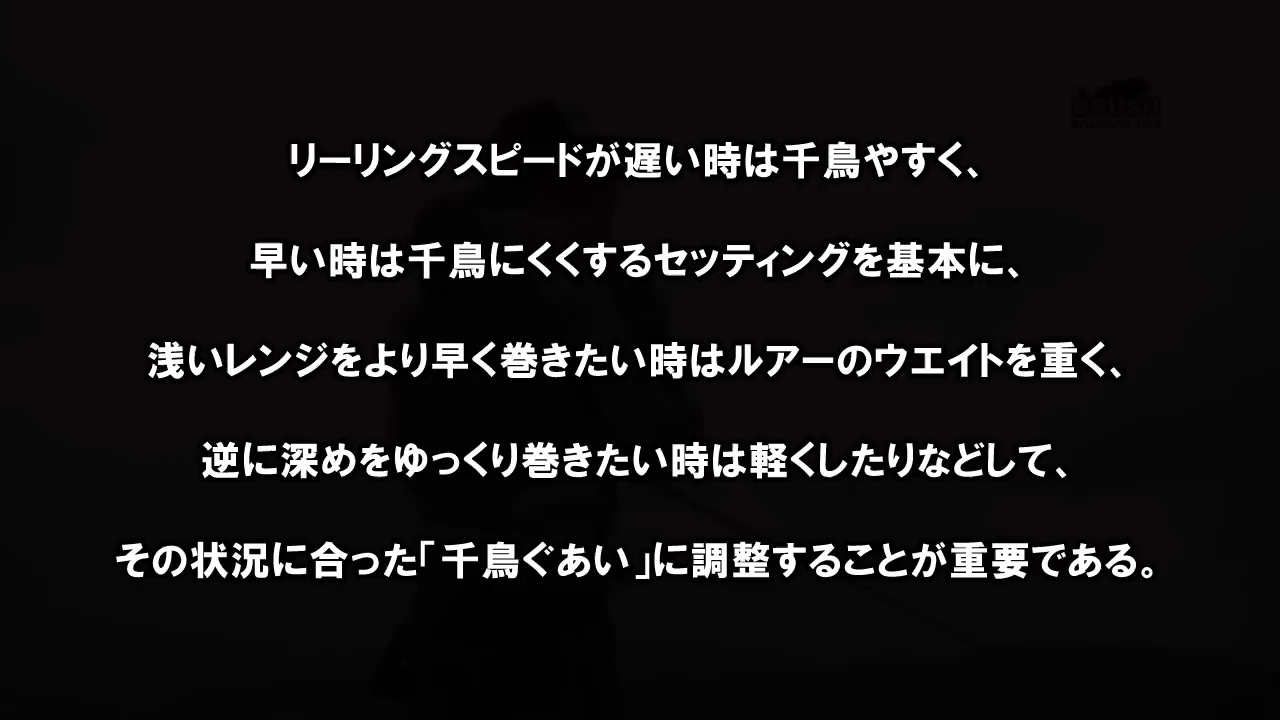 リーリングスピードが遅い時は千鳥やすく、
早い時は千鳥にくくするセッティングを基本に、
浅いレンジをより早く巻きたい時はルアーのウエイトを重く、
逆に深めをゆっくり巻きたい時は軽くしたりなどして、
その状況に合った｢千鳥ぐあい｣に調整することが重要である。